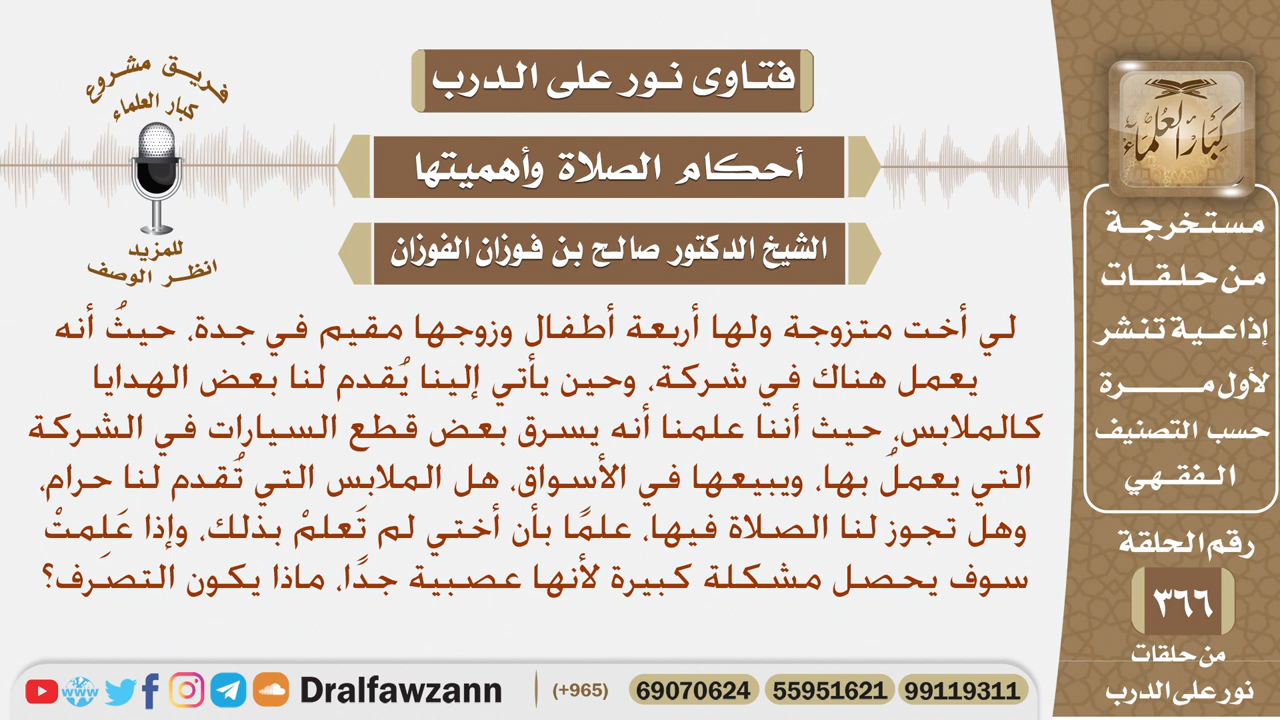 فتاوى نور على الدرب
أحكام الصلاة وأهميتها
الشيخ الدكتور صالح بن فوزان الفوزان
فريق مشروع
كبار العلماء
للمزيد
انظر الوصف
لي أخت متزوجة ولها أربعة أطفال وزوجها مقيم في جدة، حيثُ أنه
يعمل هناك في شركة، وحين يأتي إلينا يُقدم لنا بعض الهدايا
كالملابس، حيث أننا علمنا أنه يسرق بعض قطع السيارات في الشركة
التي يعملُ بها، ويبيعها في الأسواق، هل الملابس التي تُقدم لنا حرام،
وهل تجوز لنا الصلاة فيها، علمًا بأن أختي لم تَعلمْ بذلك، وإذا عَلِمتْ
سوف يحصل مشكلة كبيرة لأنها عصبية جدًا، ماذا يكون التصَرف؟
كبار العلماء
مستخرجة
من حلقات
إذاعية تنشر
لأول مرة
حسب التصنيف
الفقهي
رقم الحلقة
٣٦٦
من حلقات
نور على الدرب
www
Dralfawzann
(+965) 69070624 55951621 99119311